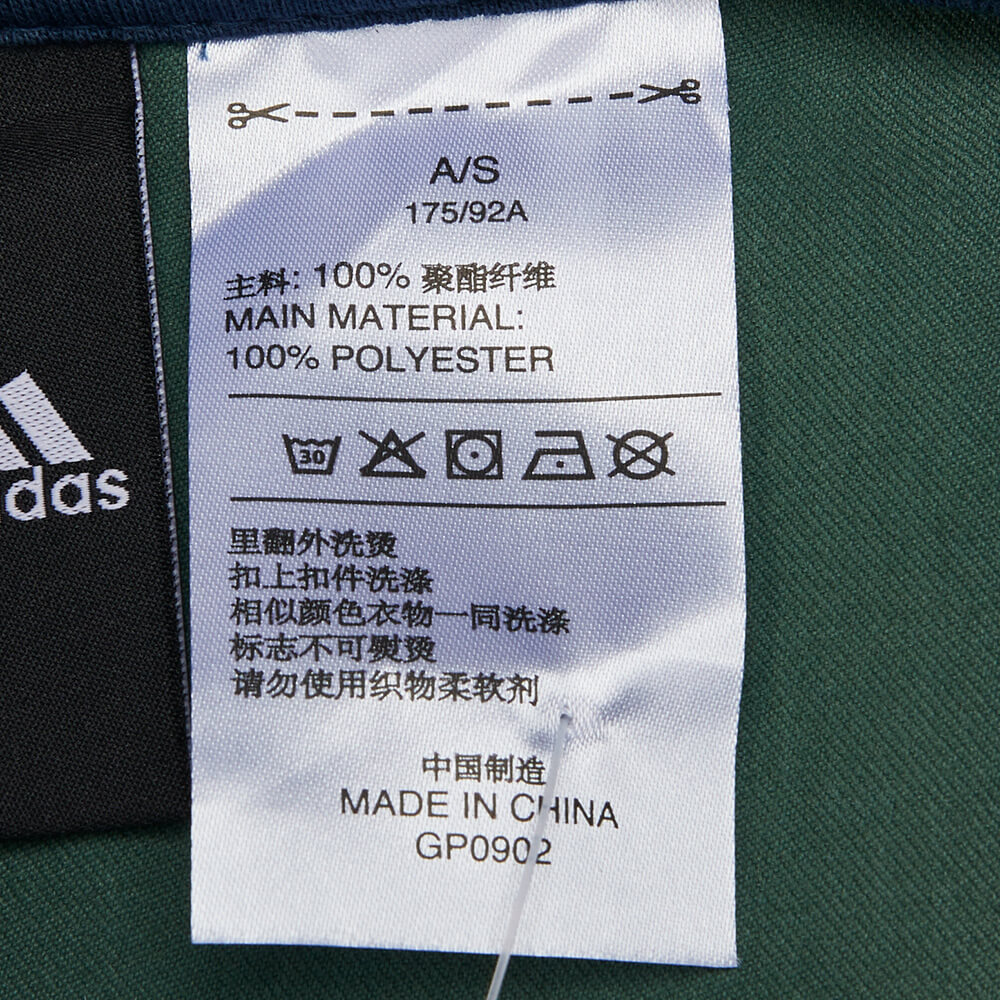 A/S
175/92A
主料: 100% 聚酯纤维
MAIN MATERIAL:
100% POLYESTER
30
里翻外洗烫
扣上扣件洗涤
相似颜色衣物一同洗涤
标志不可熨烫
请勿使用织物柔软剂
中国制造
MADE IN CHINA
GP0902
das